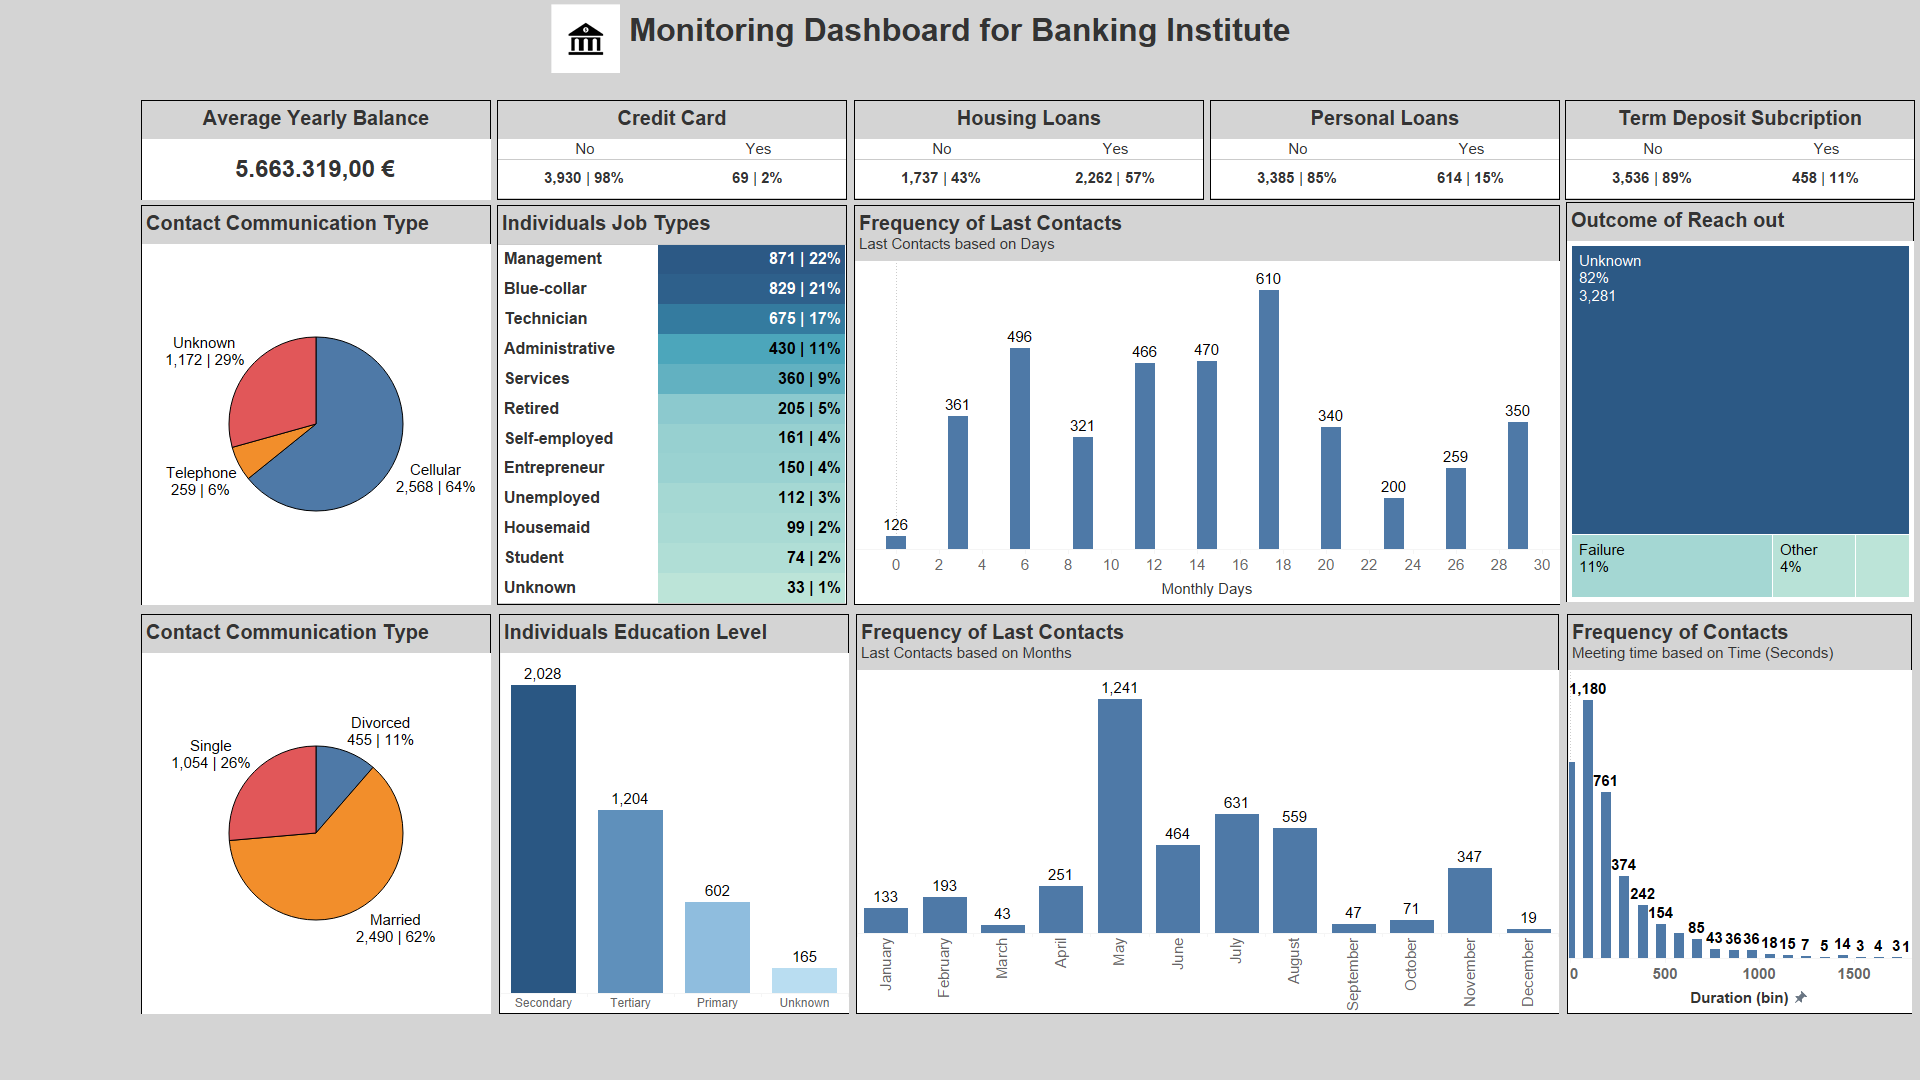 Monitoring Dashboard for Banking Institute
Average Yearly Balance
5.663.319,00 €
Credit Card
No Yes
3,930 | 98% 69 | 2%
Housing Loans
No Yes
1,737 | 43% 2,262 | 57%
Personal Loans
No Yes
3,385 | 85% 614 | 15%
Term Deposit Subcription
No Yes
3,536 | 89% 458 | 11%
Contact Communication Type
Unknown
1,172 | 29%
Telephone
259 | 6%
Cellular
2,568 | 64%
Individuals Job Types
Management 871 | 22%
Blue-collar 829 | 21%
Technician 675 | 17%
Administrative 430 | 11%
Services 360 | 9%
Retired 205 | 5%
Self-employed 161 | 4%
Entrepreneur 150 | 4%
Unemployed 112 | 3%
Housemaid 99 | 2%
Student 74 | 2%
Unknown 33 | 1%
Frequency of Last Contacts
Last Contacts based on Days
126 361 496 321 466 470 610 340 200 259 350
0 2 4 6 8 10 12 14 16 18 20 22 24 26 28 30
Monthly Days
Outcome of Reach out
Unknown
82%
3,281
Failure
11%
Other
4%
Contact Communication Type
Divorced
455 | 11%
Single
1,054 | 26%
Married
2,490 | 62%
Individuals Education Level
2,028 1,204 602 165
Secondary Tertiary Primary Unknown
Frequency of Last Contacts
Last Contacts based on Months
133 193 43 251 1,241 464 631 559 47 71 347 19
January February March April May June July August September October November December
Frequency of Contacts
Meeting time based on Time (Seconds)
1,180 761 374 242 154 85 43 36 36 18 15 7 5 14 3 4 3 1
0 500 1000 1500
Duration (bin)